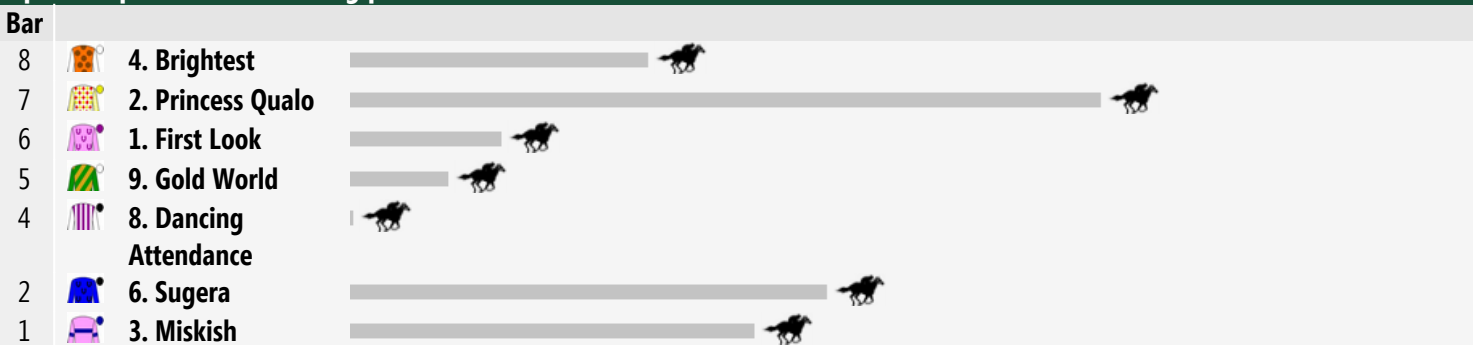 Bar
8 4. Brightest
7 2. Princess Qualo
6 1. First Look
5 9. Gold World
4 8. Dancing
Attendance
2 6. Sugera
1 3. Miskish